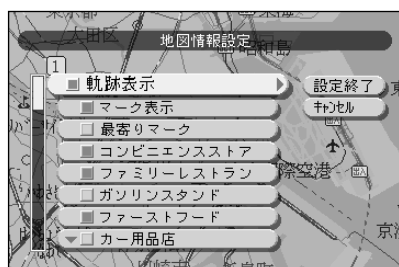 地図情報設定
大田区
昭和島
1
軌跡表示
マーク表示
最寄りマーク
コンビニエンスストア
ファミリーレストラン
ガソリンスタンド
ファーストフード
カー用品店
設定終了
キャンセル
際空港
出入